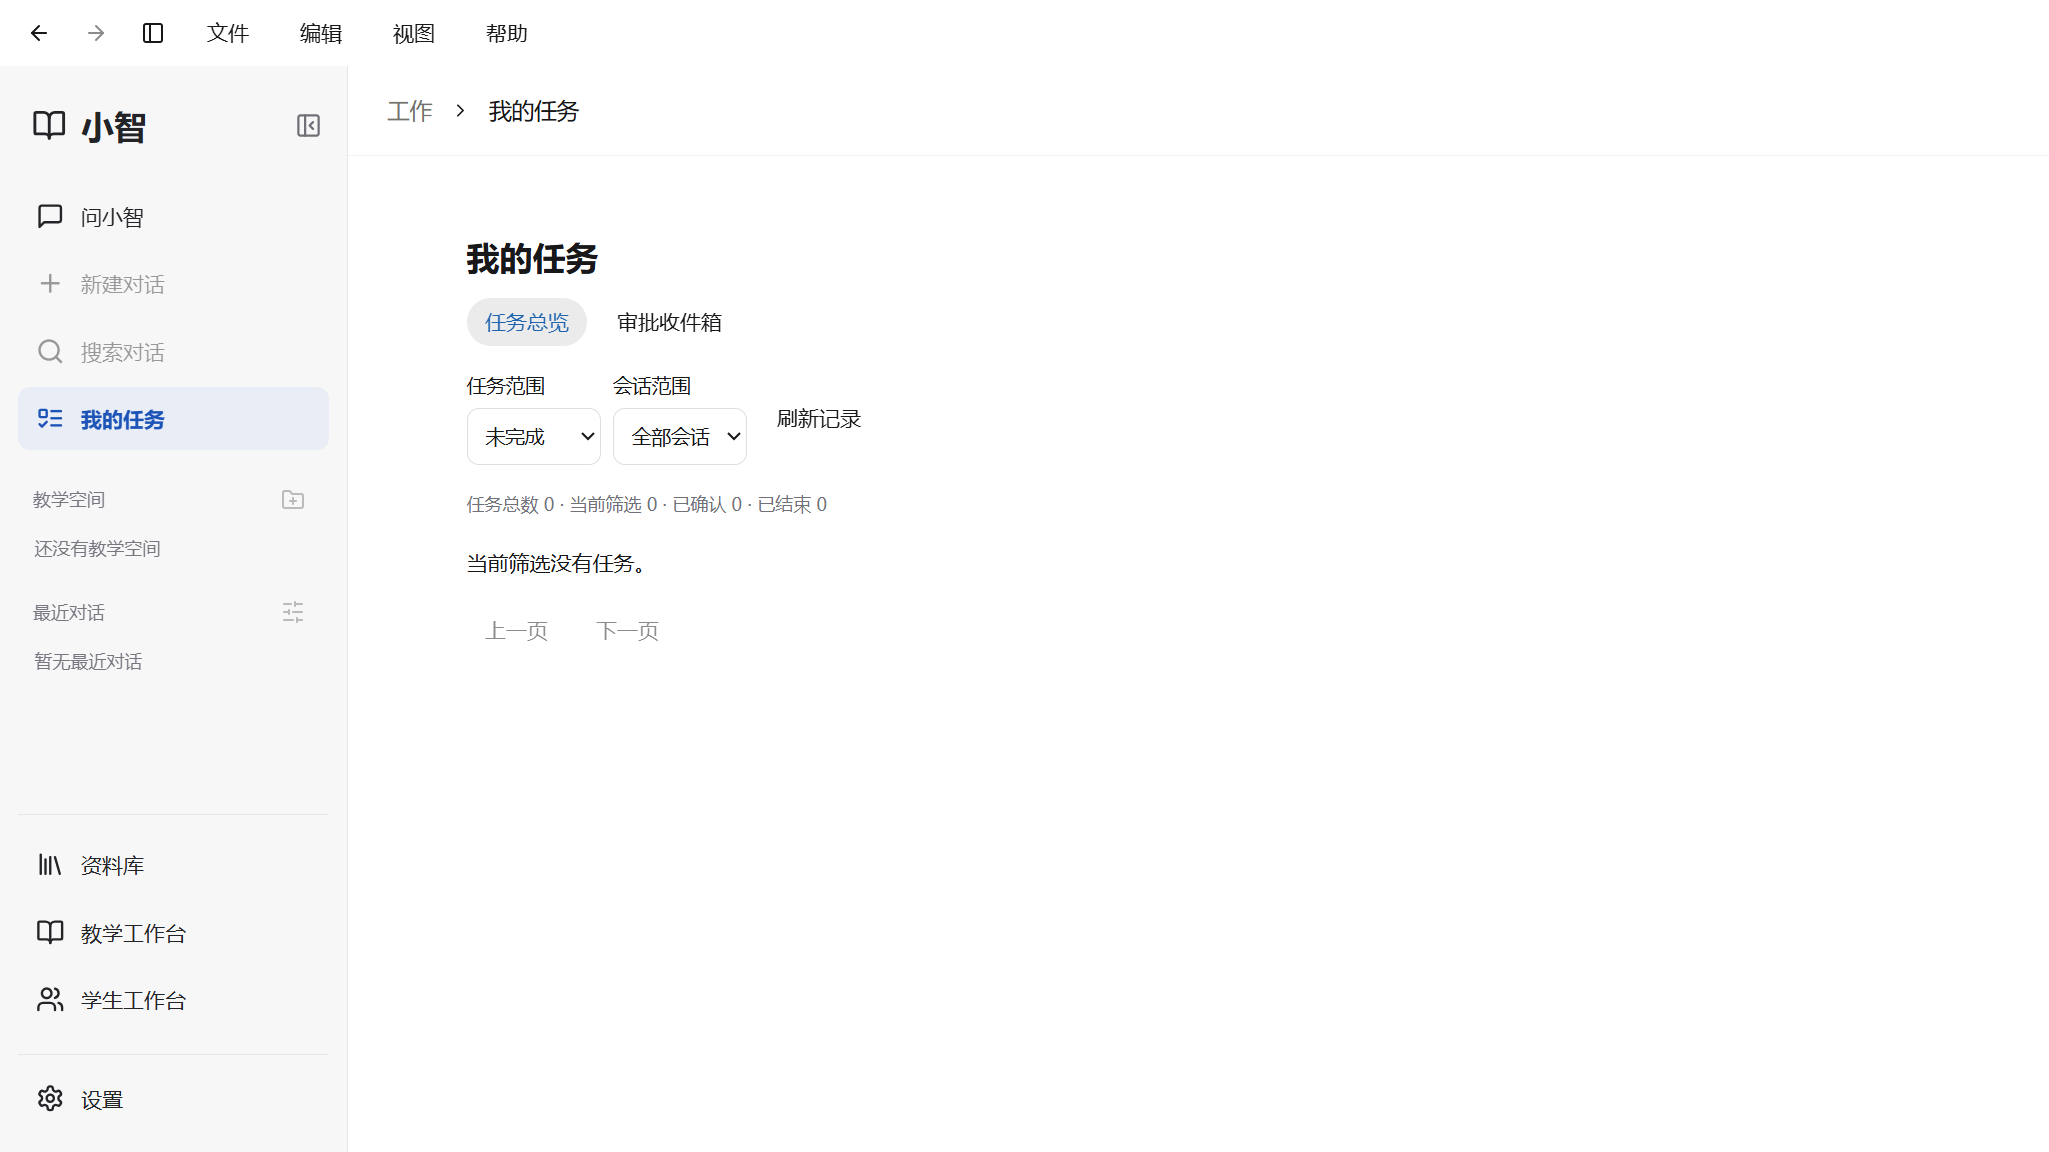 文件 编辑 视图 帮助
小智
问小智
新建对话
搜索对话
我的任务
教学空间
还没有教学空间
最近对话
暂无最近对话
资料库
教学工作台
学生工作台
设置
工作 > 我的任务
我的任务
任务总览 审批收件箱
任务范围 会话范围
未完成 全部会话 刷新记录
任务总数 0 · 当前筛选 0 · 已确认 0 · 已结束 0
当前筛选没有任务。
上一页 下一页